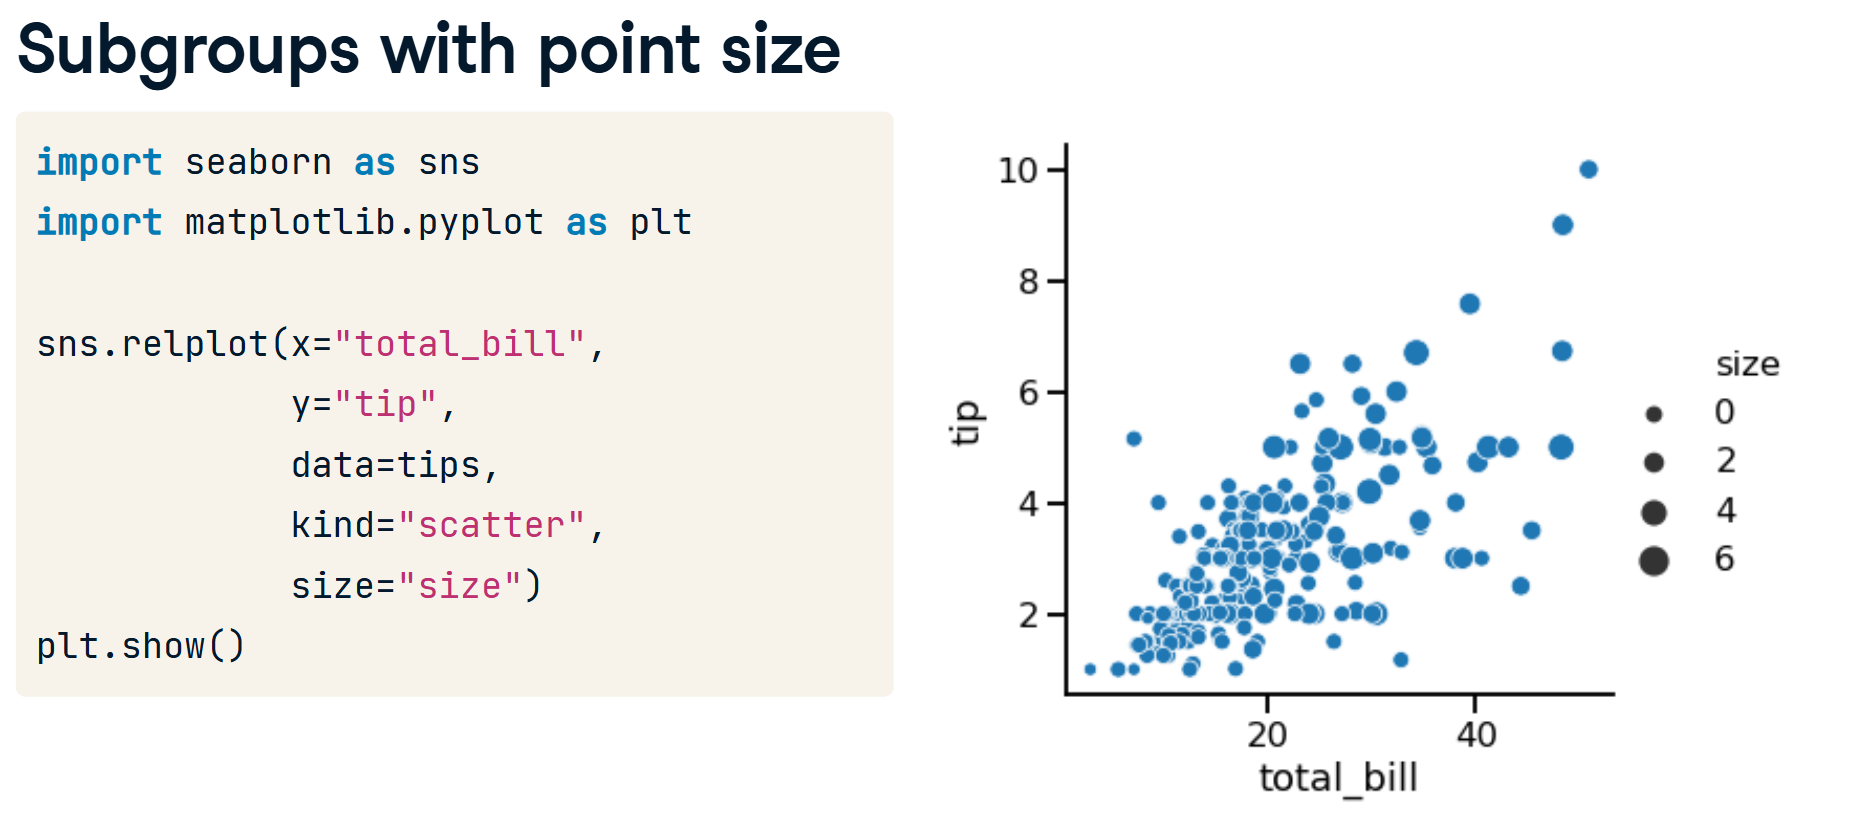 Subgroups with point size
import seaborn as sns
import matplotlib.pyplot as plt
sns.relplot(x="total_bill",
y="tip",
data=tips,
kind="scatter",
size="size")
plt.show()
10
8
6
4
2
tip
20 40
total_bill
size
0
2
4
6